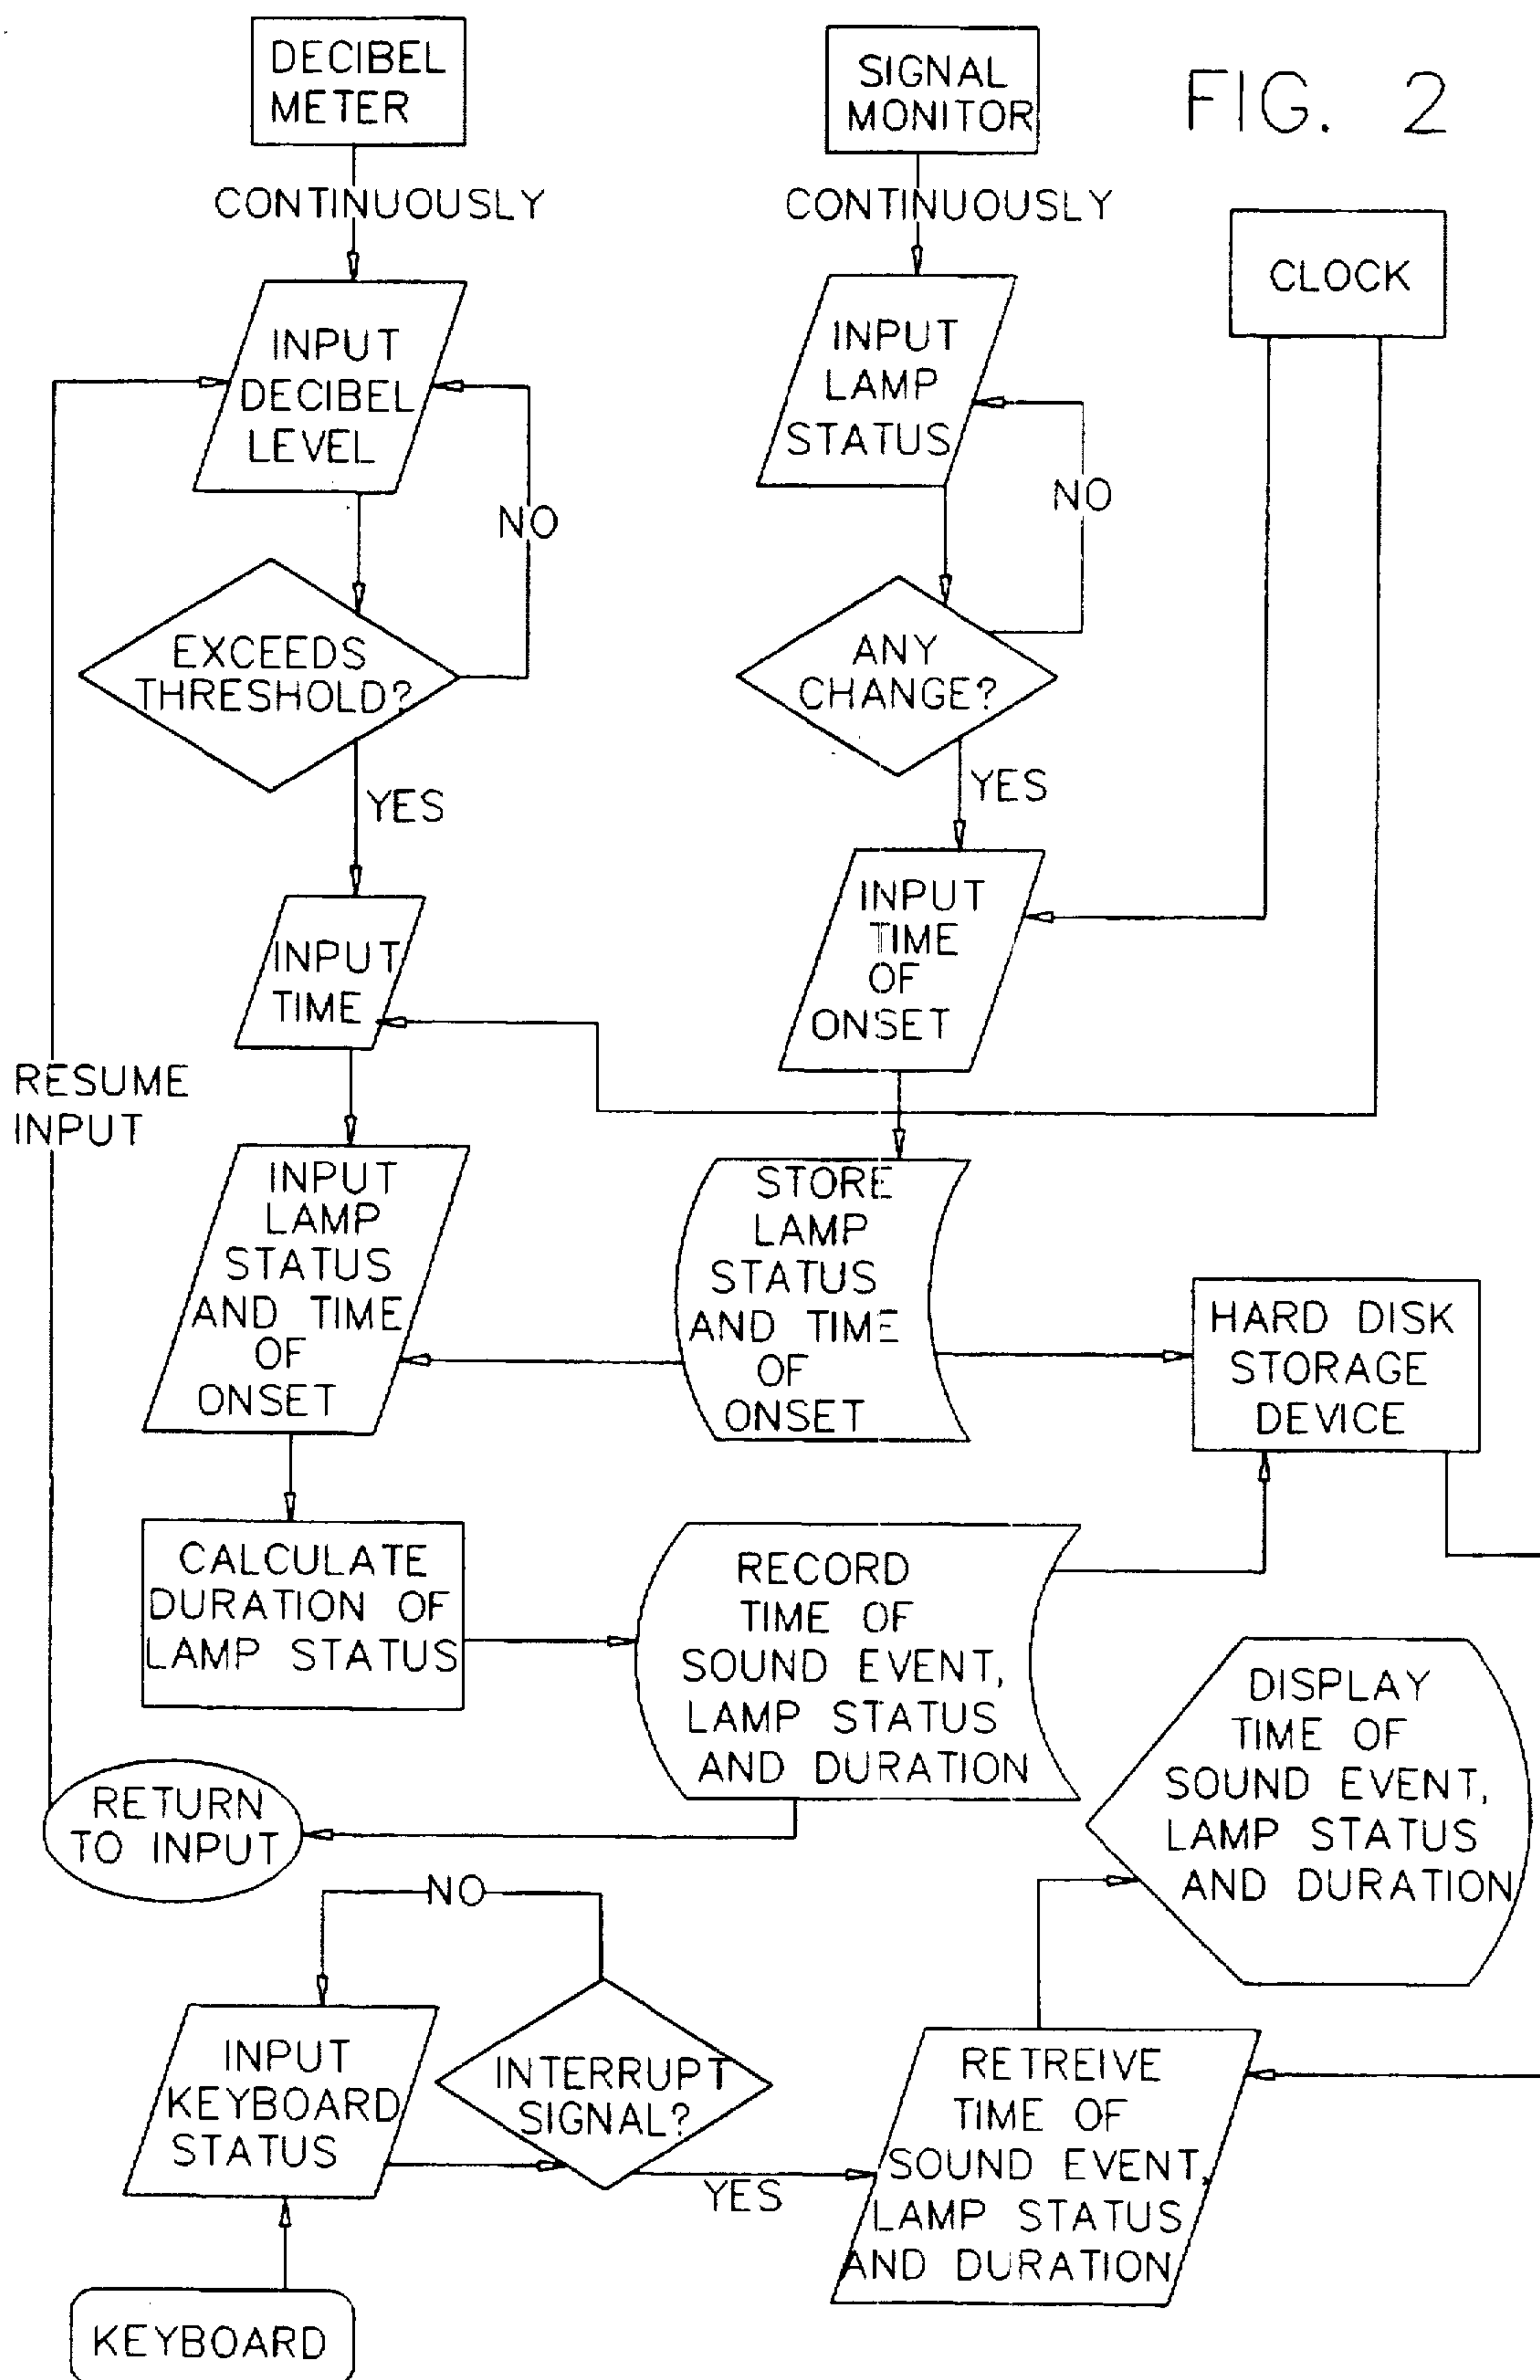 DECIBEL
METER
SIGNAL
MONITOR
FIG. 2
CONTINUOUSLY
CONTINUOUSLY
CLOCK
INPUT
DECIBEL
LEVEL
INPUT
LAMP
STATUS
NO
NO
EXCEEDS
THRESHOLD?
ANY
CHANGE?
YES
YES
INPUT
TIME
INPUT
TIME
OF
ONSET
RESUME
INPUT
INPUT
LAMP
STATUS
AND TIME
OF
ONSET
STORE
LAMP
STATUS
AND TIME
OF
ONSET
HARD DISK
STORAGE
DEVICE
CALCULATE
DURATION OF
LAMP STATUS
RECORD
TIME OF
SOUND EVENT,
LAMP STATUS
AND DURATION
DISPLAY
TIME OF
SOUND EVENT,
LAMP STATUS
AND DURATION
RETURN
TO INPUT
NO
INPUT
KEYBOARD
STATUS
INTERRUPT
SIGNAL?
YES
RETREIVE
TIME OF
SOUND EVENT,
LAMP STATUS
AND DURATION
KEYBOARD